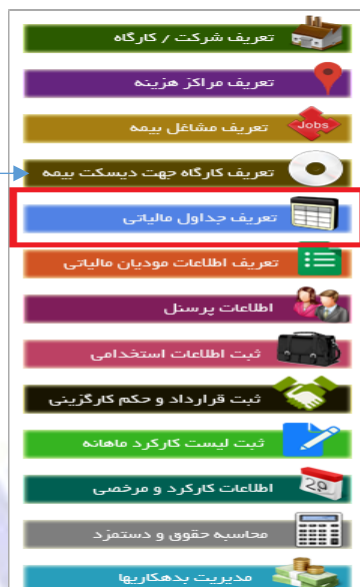 تعریف شرکت / کارگاه
تعریف مراکز هزینه
تعریف مشاغل بیمه
Jobs
تعریف کارگاه جهت دیسکت بیمه
تعریف جداول مالیاتی
تعریف اطلاعات مودیان مالیاتی
اطلاعات پرسنل
ثبت اطلاعات استخدامی
ثبت قرارداد و حکم کارگزینی
ثبت لیست کارکرد ماهانه
اطلاعات کارکرد و مرخصی
29
محاسبه حقوق و دستمزد
مدیریت بدهکاریها